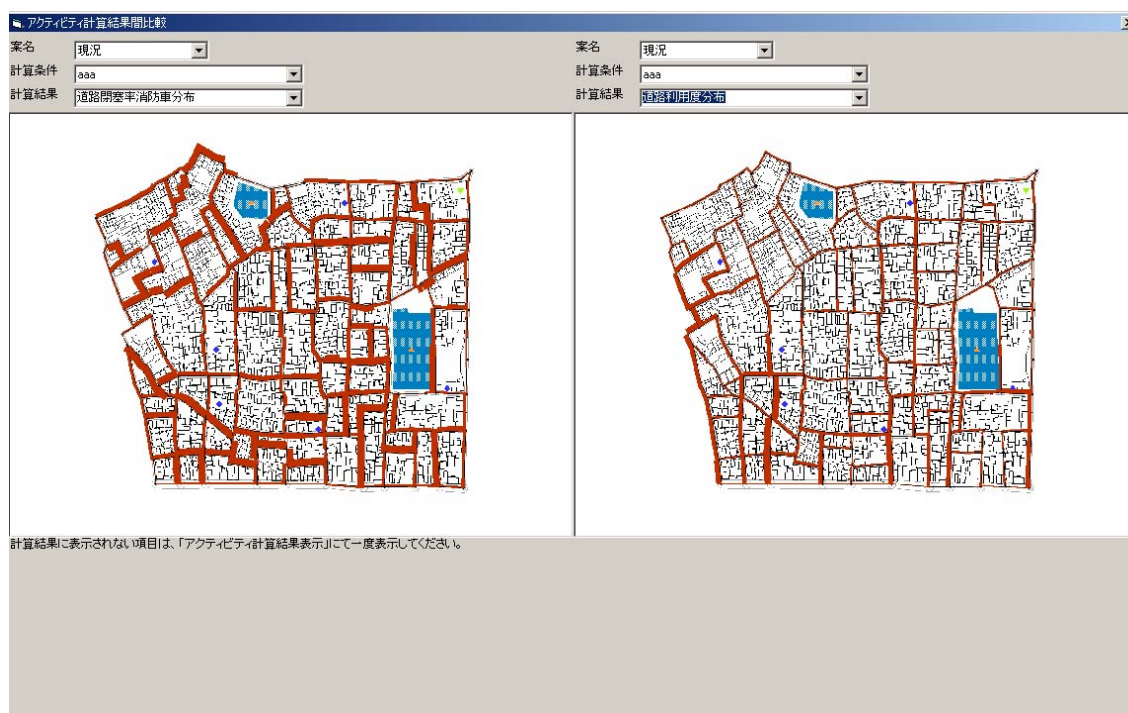 アクティビティ計算結果間比較
案名 現況
計算条件 aaa
計算結果 道路閉塞率消防車分布
案名 現況
計算条件 aaa
計算結果 道路利用度分布
計算結果に表示されない項目は、「アクティビティ計算結果表示」にて一度表示してください。